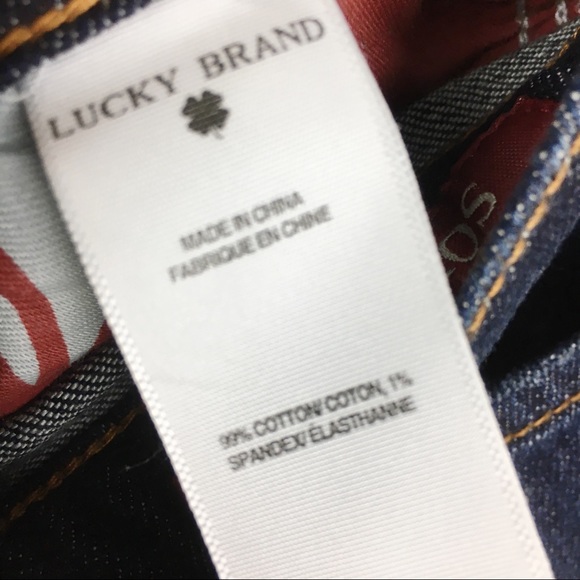 LUCKY BRAND
MADE IN CHINA
FABRIQUE EN CHINE
99% COTTON/ COTON, 1%
SPANDEX/ ÉLASTHANNE